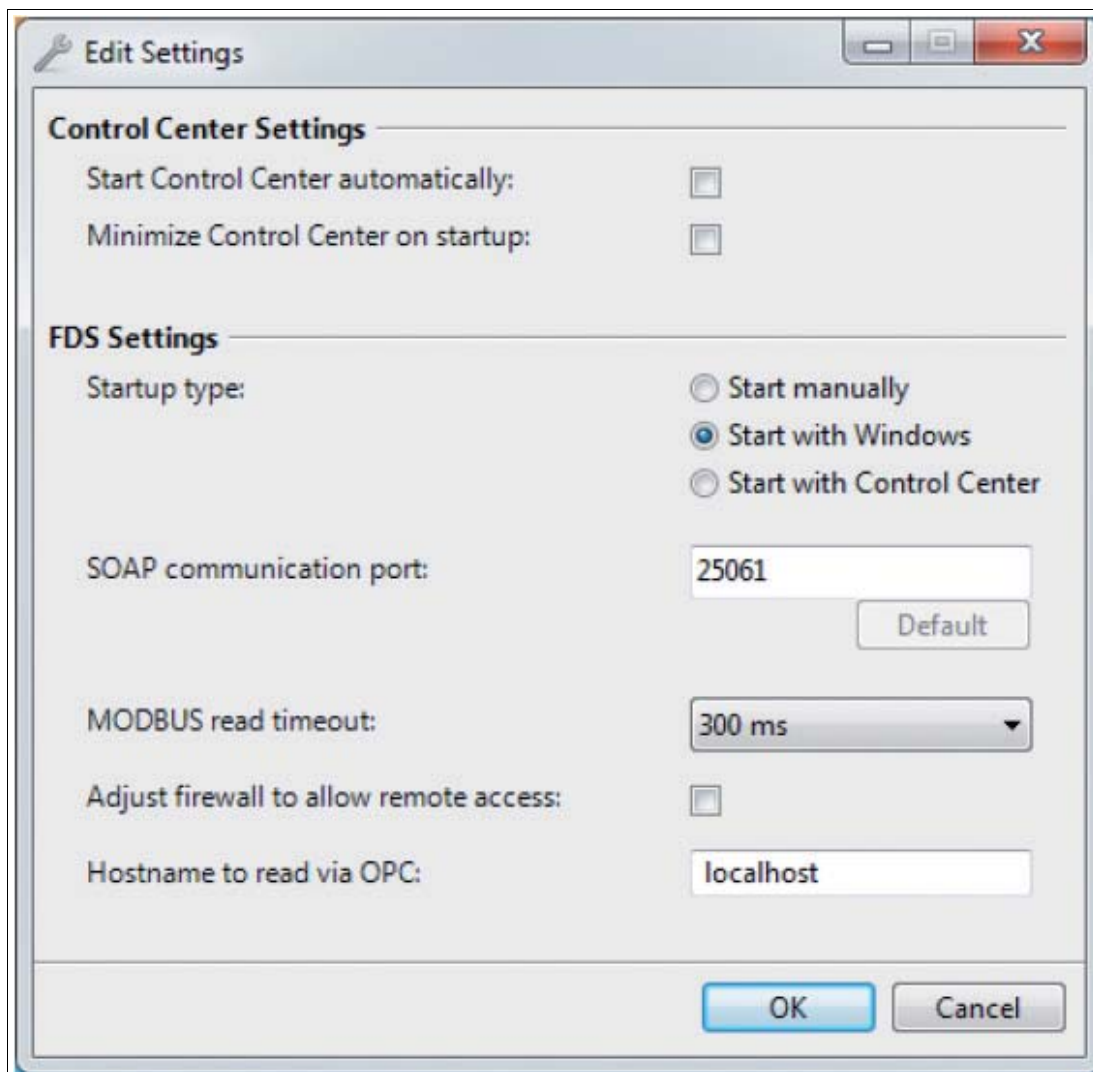 Edit Settings
Control Center Settings
Start Control Center automatically:
Minimize Control Center on startup:
FDS Settings
Startup type:
Start manually
Start with Windows
Start with Control Center
SOAP communication port:
25061
Default
MODBUS read timeout:
300 ms
Adjust firewall to allow remote access:
Hostname to read via OPC:
localhost
OK
Cancel